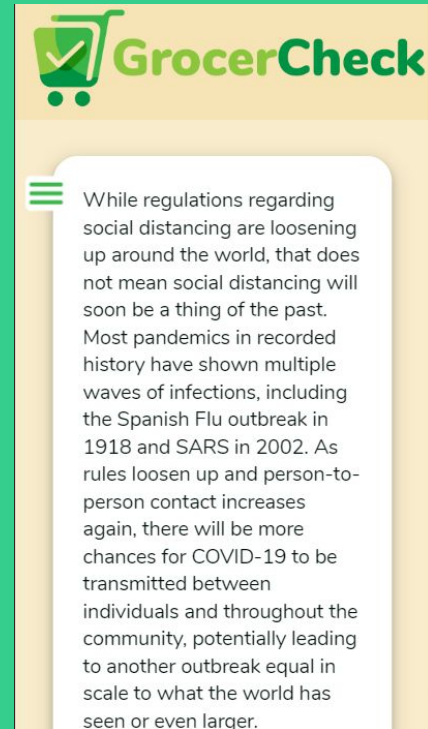 GrocerCheck
While regulations regarding
social distancing are loosening
up around the world, that does
not mean social distancing will
soon be a thing of the past.
Most pandemics in recorded
history have shown multiple
waves of infections, including
the Spanish Flu outbreak in
1918 and SARS in 2002. As
rules loosen up and person-to-
person contact increases
again, there will be more
chances for COVID-19 to be
transmitted between
individuals and throughout the
community, potentially leading
to another outbreak equal in
scale to what the world has
seen or even larger.